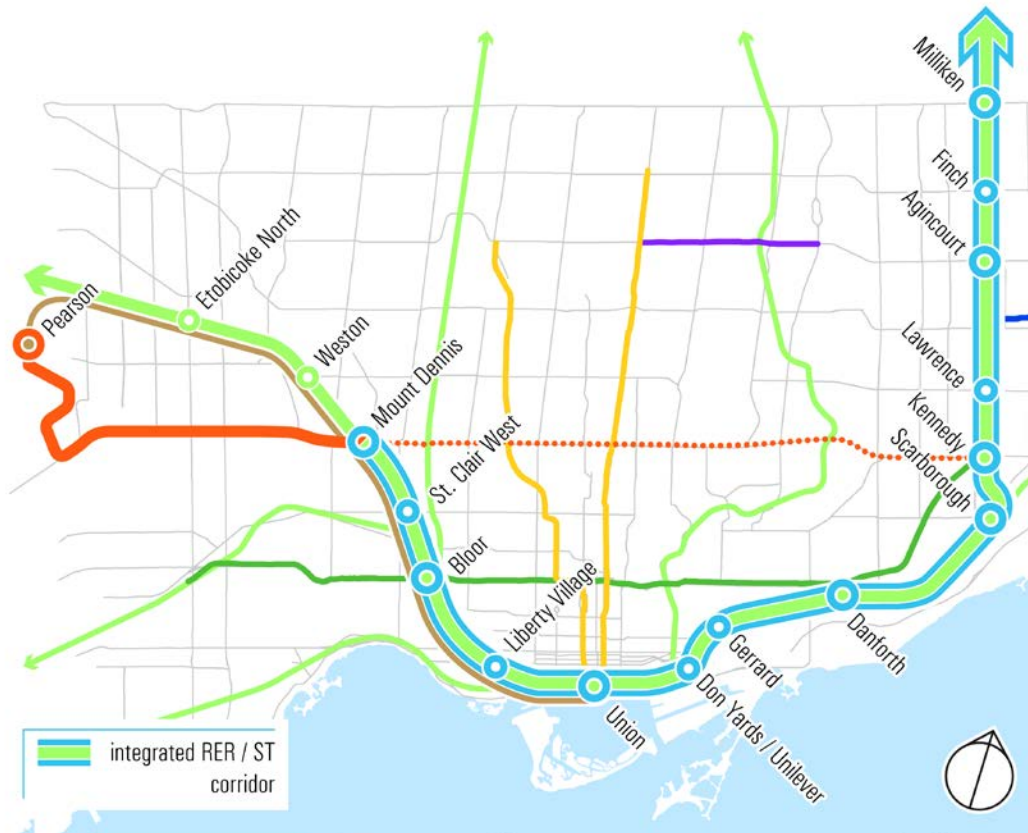 Milliken
Finch
Agincourt
Etobicoke North
Pearson
Weston
Lawrence
Mount Dennis
Kennedy
Scarborough
St. Clair West
Bloor
Liberty Village
Danforth
Gerrard
Don Yards / Unilever
Union
integrated RER / ST
corridor